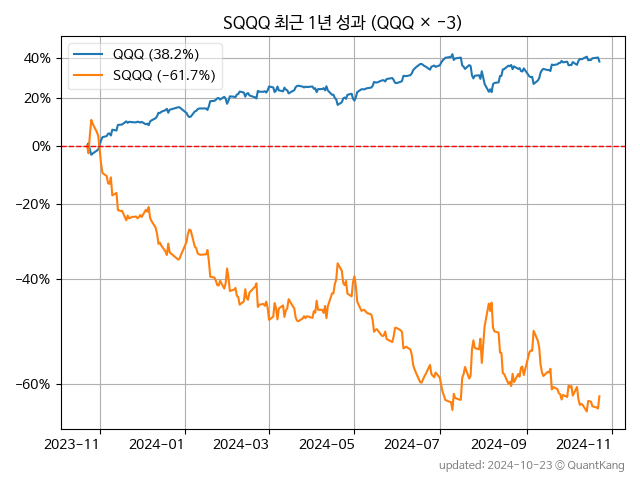 SQQQ 최근 1년 성과 (QQQ × −3)
QQQ (38.2%)
SQQQ (−61.7%)
40%
20%
0%
−20%
−40%
−60%
2023-11 2024-01 2024-03 2024-05 2024-07 2024-09 2024-11
updated: 2024-10-23 ⓒ QuantKang